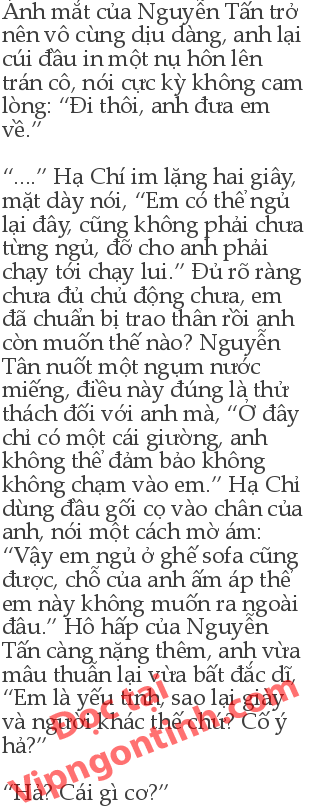 Ánh mắt của Nguyễn Tấn trở
nên vô cùng dịu dàng, anh lại
cúi đầu in một nụ hôn lên
trán cô, nói cực kỳ không cam
lòng: “Đi thôi, anh đưa em
về.”
“....” Hạ Chí im lặng hai giây,
mặt dày nói, “Em có thể ngủ
lại đây, cũng không phải chưa
từng ngủ, đỡ cho anh phải
chạy tới chạy lui.” Đủ rõ ràng
chưa đủ chủ động chưa, em
đã chuẩn bị trao thân rồi anh
còn muốn thế nào? Nguyễn
Tân nuốt một ngụm nước
miếng, điều này đúng là thử
thách đối với anh mà, “Ở đây
chỉ có một cái giường, anh
không thể đảm bảo không
không chạm vào em.” Hạ Chỉ
dùng đầu gối cọ vào chân của
anh, nói một cách mờ ám:
“Vậy em ngủ ở ghế sofa cũng
được, chỗ của anh ấm áp thế
em này không muốn ra ngoài
đâu.” Hô hấp của Nguyễn
Tấn càng nặng thêm, anh vừa
mâu thuẫn lại vừa bất đắc dĩ,
“Em là yếu tinh, sao lại giày
và người khác thế chứ? Cố ý
hả?”
“Hả? Cái gì cơ?”
Đọc tại
Vipngontinh.com